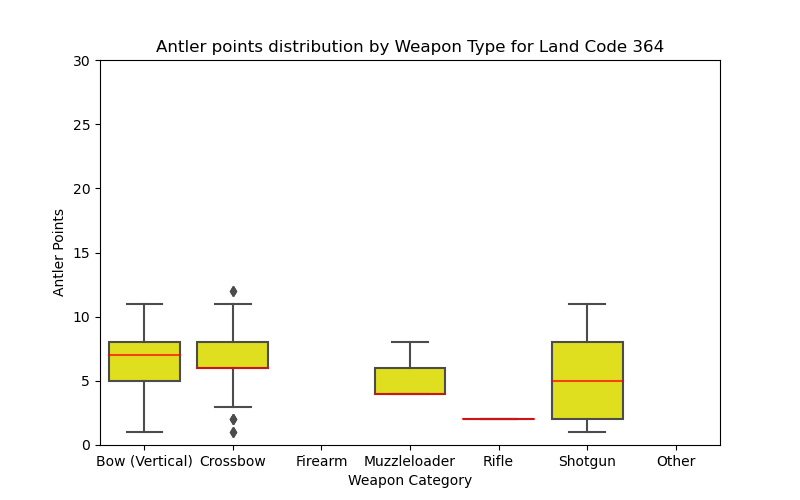 Antler points distribution by Weapon Type for Land Code 364
Antler Points
30
25
20
15
10
5
0
Bow (Vertical) Crossbow Firearm Muzzleloader Rifle Shotgun Other
Weapon Category